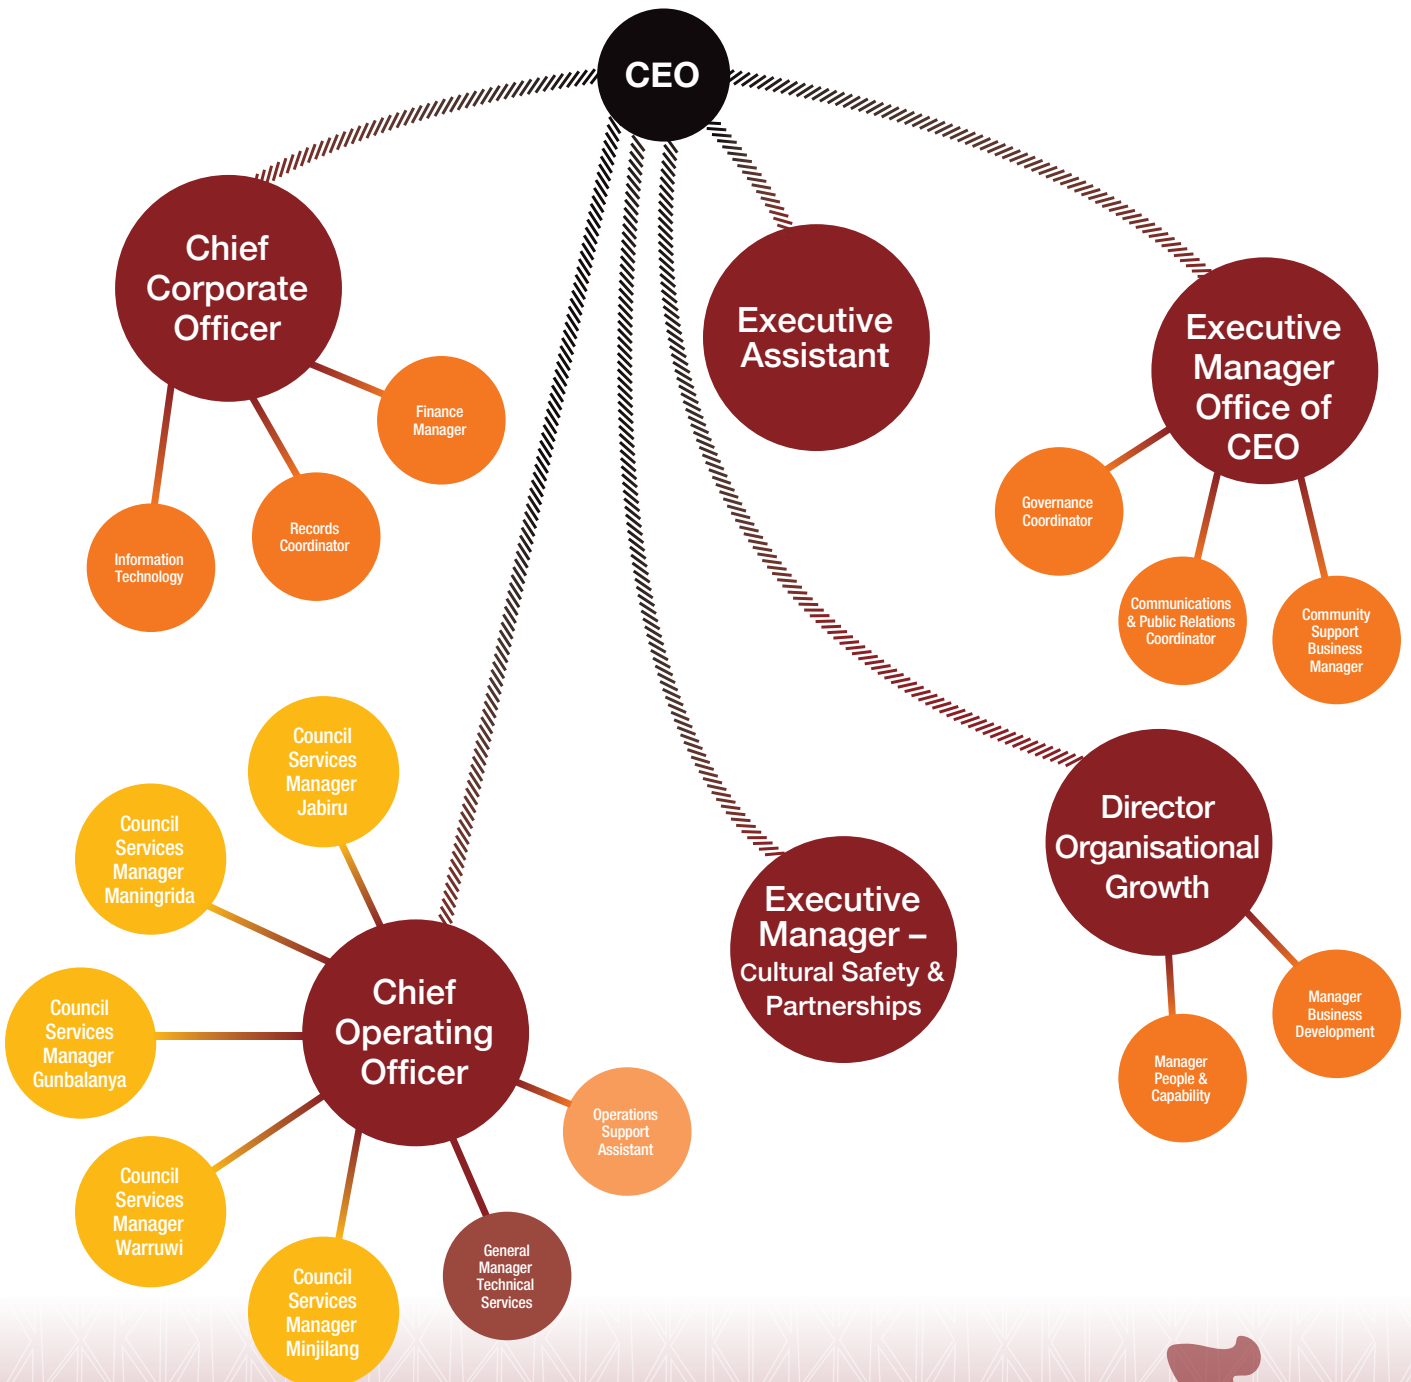 CEO
Chief
Corporate
Officer
Finance
Manager
Records
Coordinator
Information
Technology
Executive
Assistant
Executive
Manager
Office of
CEO
Governance
Coordinator
Communications
& Public Relations
Coordinator
Community
Support
Business
Manager
Council
Services
Manager
Jabiru
Council
Services
Manager
Maningrida
Council
Services
Manager
Gunbalanya
Council
Services
Manager
Warruwi
Council
Services
Manager
Minjilang
Chief
Operating
Officer
Operations
Support
Assistant
General
Manager
Technical
Services
Executive
Manager –
Cultural Safety &
Partnerships
Director
Organisational
Growth
Manager
Business
Development
Manager
People &
Capability